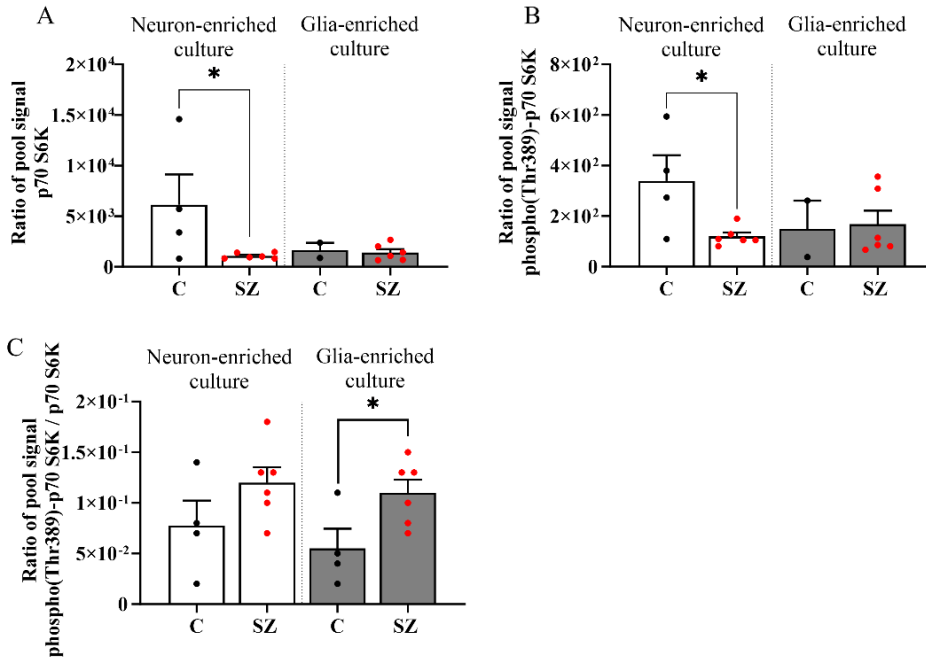 A
Neuron-enriched
culture
Glia-enriched
culture
Ratio of pool signal
p70 S6K
2×10⁴
1.5×10⁴
1×10⁴
5×10³
0
*
C
SZ
C
SZ
B
Neuron-enriched
culture
Glia-enriched
culture
Ratio of pool signal
phospho(Thr389)-p70 S6K
8×10²
6×10²
4×10²
2×10²
0
*
C
SZ
C
SZ
C
Neuron-enriched
culture
Glia-enriched
culture
Ratio of pool signal
phospho(Thr389)-p70 S6K / p70 S6K
2×10⁻¹
1.5×10⁻¹
1×10⁻¹
5×10⁻²
0
*
C
SZ
C
SZ